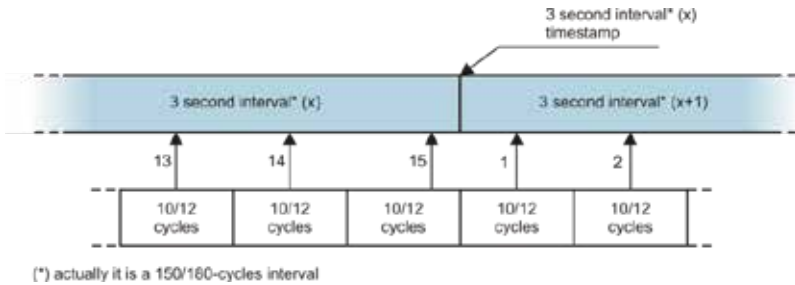 3 second interval* (x)
timestamp
3 second interval* (x)
3 second interval* (x+1)
13
14
15
1
2
10/12
cycles
10/12
cycles
10/12
cycles
10/12
cycles
10/12
cycles
(*) actually it is a 150/180-cycles interval